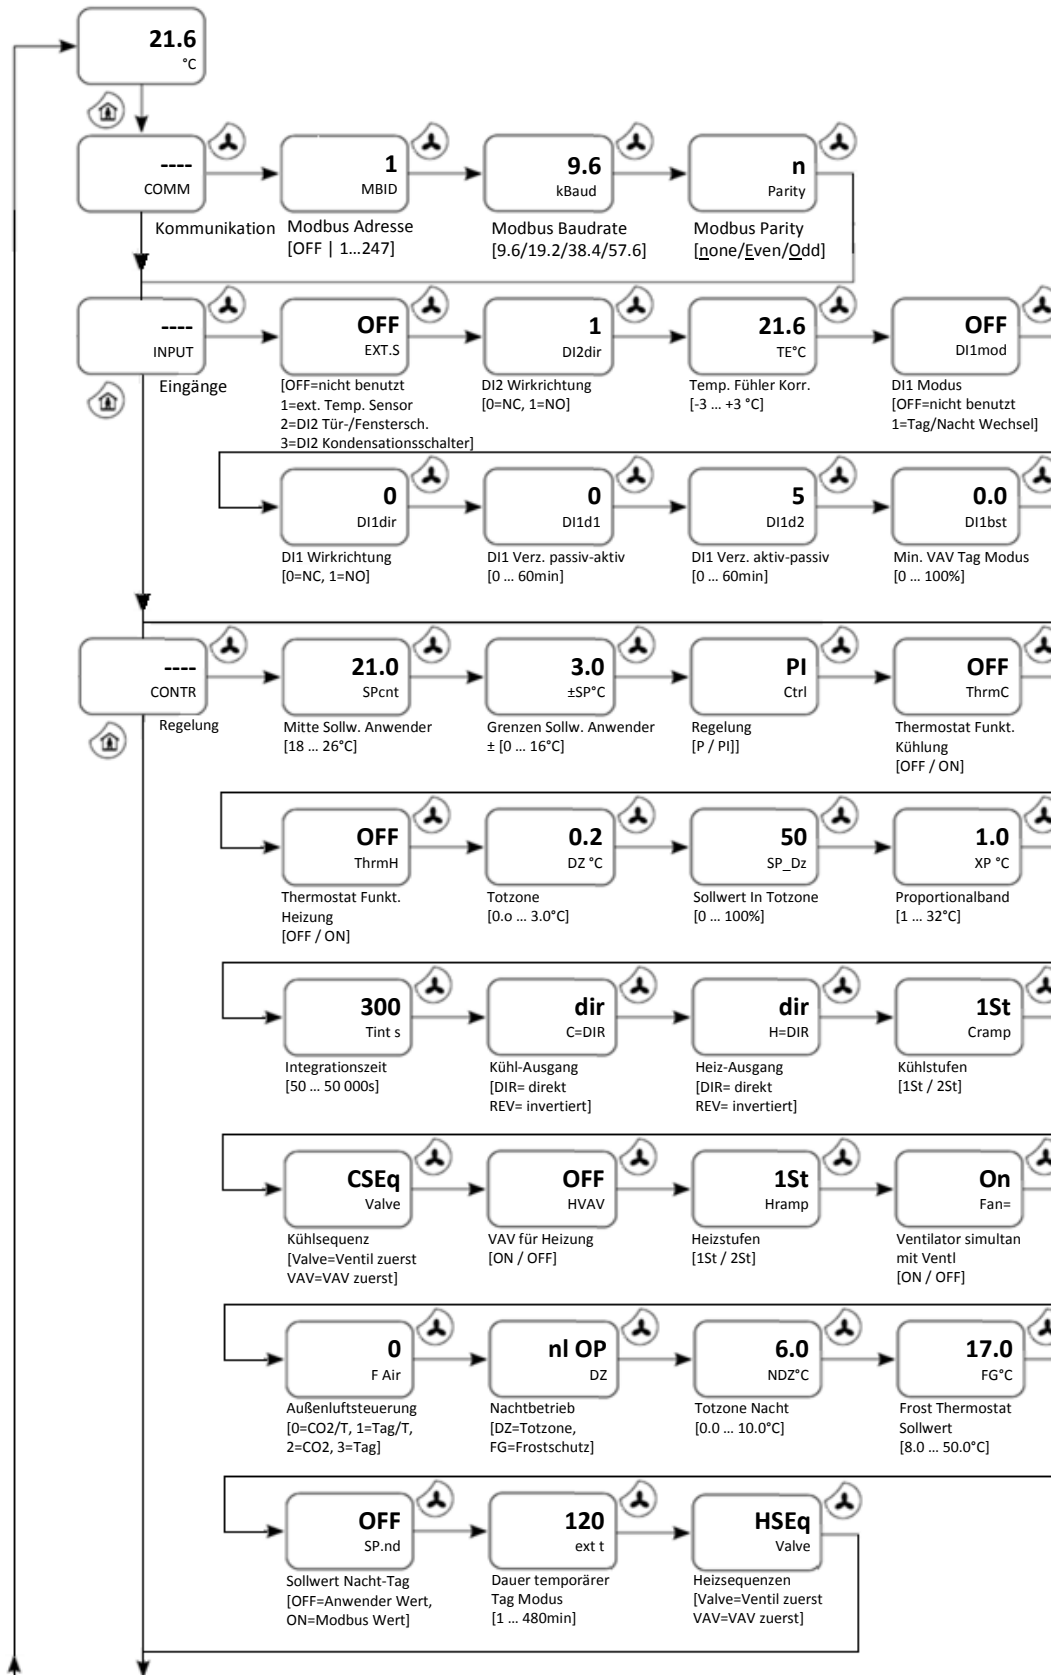 21.6
°C
----
COMM
Kommunikation
1
MBID
Modbus Adresse
[OFF | 1...247]
9.6
kBaud
Modbus Baudrate
[9.6/19.2/38.4/57.6]
n
Parity
Modbus Parity
[none/Even/Odd]
----
INPUT
Eingänge
OFF
EXT.S
[OFF=nicht benutzt
1=ext. Temp. Sensor
2=DI2 Tür-/Fenstersch.
3=DI2 Kondensationsschalter]
1
DI2dir
DI2 Wirkrichtung
[0=NC, 1=NO]
21.6
TE°C
Temp. Fühler Korr.
[-3 ... +3 °C]
OFF
DI1mod
DI1 Modus
[OFF=nicht benutzt
1=Tag/Nacht Wechsel]
0
DI1dir
DI1 Wirkrichtung
[0=NC, 1=NO]
0
DI1d1
DI1 Verz. passiv-aktiv
[0 ... 60min]
5
DI1d2
DI1 Verz. aktiv-passiv
[0 ... 60min]
0.0
DI1bst
Min. VAV Tag Modus
[0 ... 100%]
----
CONTR
Regelung
21.0
SPcnt
Mitte Sollw. Anwender
[18 ... 26°C]
3.0
±SP°C
Grenzen Sollw. Anwender
± [0 ... 16°C]
PI
Ctrl
Regelung
[P / PI]]
OFF
ThrmC
Thermostat Funkt.
Kühlung
[OFF / ON]
OFF
ThrmH
Thermostat Funkt.
Heizung
[OFF / ON]
0.2
DZ °C
Totzone
[0.o ... 3.0°C]
50
SP_Dz
Sollwert In Totzone
[0 ... 100%]
1.0
XP °C
Proportionalband
[1 ... 32°C]
300
Tint s
Integrationszeit
[50 ... 50 000s]
dir
C=DIR
Kühl-Ausgang
[DIR= direkt
REV= invertiert]
dir
H=DIR
Heiz-Ausgang
[DIR= direkt
REV= invertiert]
1St
Cramp
Kühlstufen
[1St / 2St]
CSEq
Valve
Kühlsequenz
[Valve=Ventil zuerst
VAV=VAV zuerst]
OFF
HVAV
VAV für Heizung
[ON / OFF]
1St
Hramp
Heizstufen
[1St / 2St]
On
Fan=
Ventilator simultan
mit Ventl
[ON / OFF]
0
F Air
Außenluftsteuerung
[0=CO2/T, 1=Tag/T,
2=CO2, 3=Tag]
nl OP
DZ
Nachtbetrieb
[DZ=Totzone,
FG=Frostschutz]
6.0
NDZ°C
Totzone Nacht
[0.0 ... 10.0°C]
17.0
FG°C
Frost Thermostat
Sollwert
[8.0 ... 50.0°C]
OFF
SP.nd
Sollwert Nacht-Tag
[OFF=Anwender Wert,
ON=Modbus Wert]
120
ext t
Dauer temporärer
Tag Modus
[1 ... 480min]
HSEq
Valve
Heizsequenzen
[Valve=Ventil zuerst
VAV=VAV zuerst]